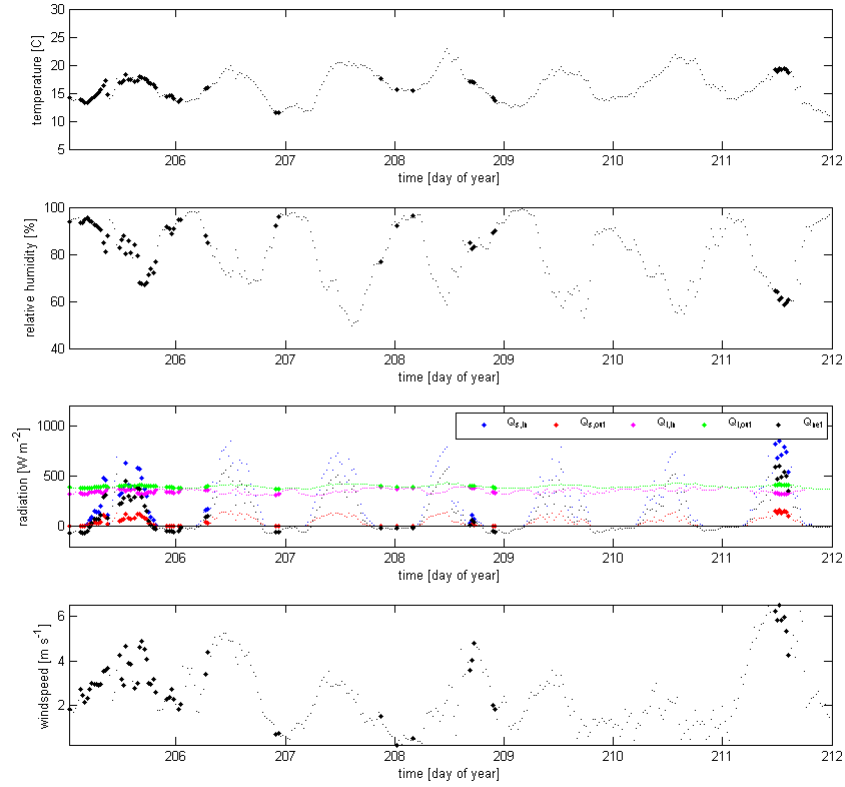 30
25
20
15
10
5
temperature [C]
206 207 208 209 210 211 212
time [day of year]
100
80
60
40
relative humidity [%]
206 207 208 209 210 211 212
time [day of year]
1000
500
0
radiation [W m-2]
Qs,in Qs,out Ql,in Ql,out Qnet
206 207 208 209 210 211 212
time [day of year]
6
4
2
windspeed [m s-1]
206 207 208 209 210 211 212
time [day of year]